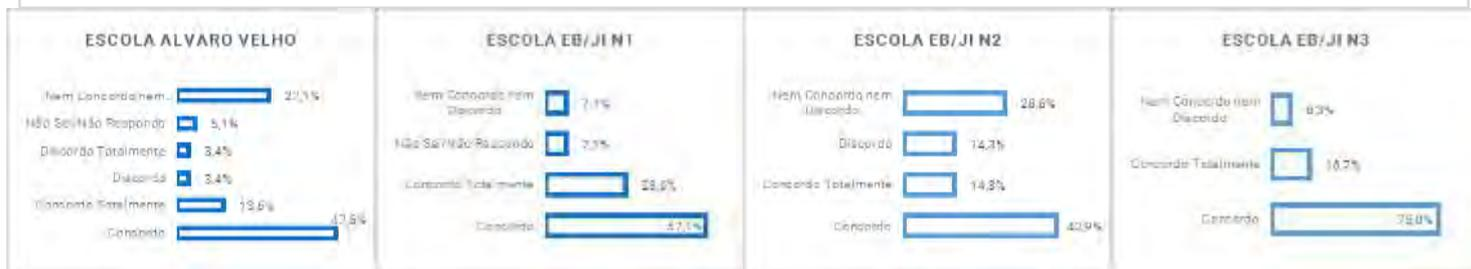 ESCOLA ALVARO VELHO
Nem Concordo nem...
27,1%
Não Sei/Não Respondo
5,1%
Discordo Totalmente
3,4%
Discordo
3,4%
Concordo Totalmente
13,6%
Concordo
47,5%
ESCOLA EB/JI N1
Nem Concordo nem
Discordo
7,1%
Não Sei/Não Respondo
7,1%
Concordo Totalmente
28,6%
Concordo
57,1%
ESCOLA EB/JI N2
Nem Concordo nem
Discordo
28,6%
Discordo
14,3%
Concordo Totalmente
14,3%
Concordo
42,9%
ESCOLA EB/JI N3
Nem Concordo nem
Discordo
8,3%
Concordo Totalmente
16,7%
Concordo
75,0%